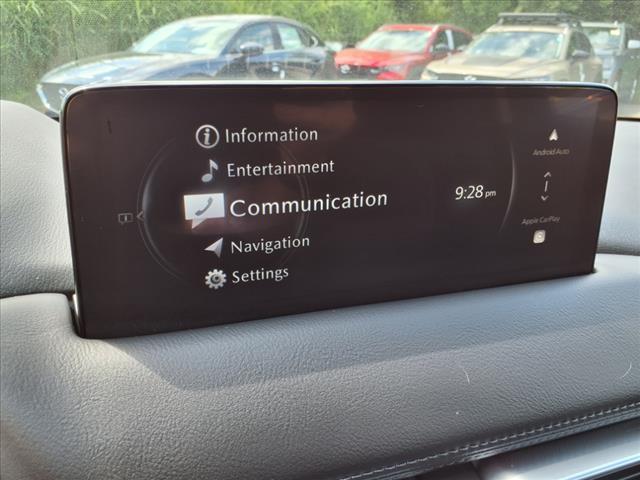 Information
Entertainment
Communication
Navigation
Settings
9:28 pm
Android Auto
Apple CarPlay